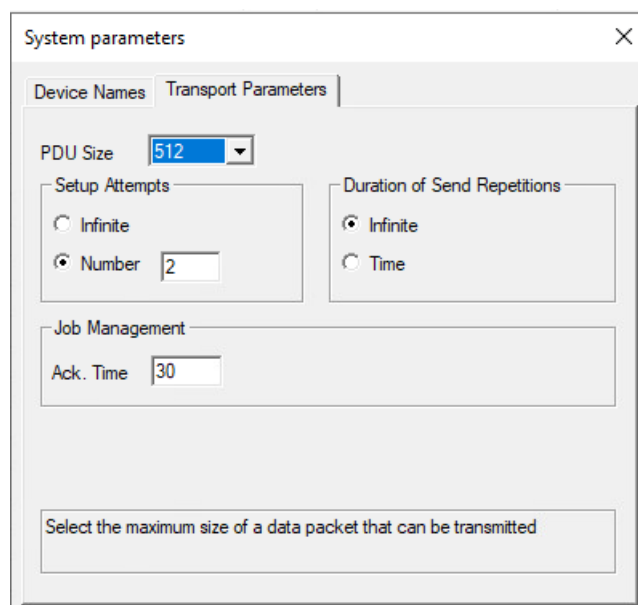 System parameters
Device Names Transport Parameters
PDU Size 512
Setup Attempts Duration of Send Repetitions
Infinite Infinite
Number 2 Time
Job Management
Ack. Time 30
Select the maximum size of a data packet that can be transmitted